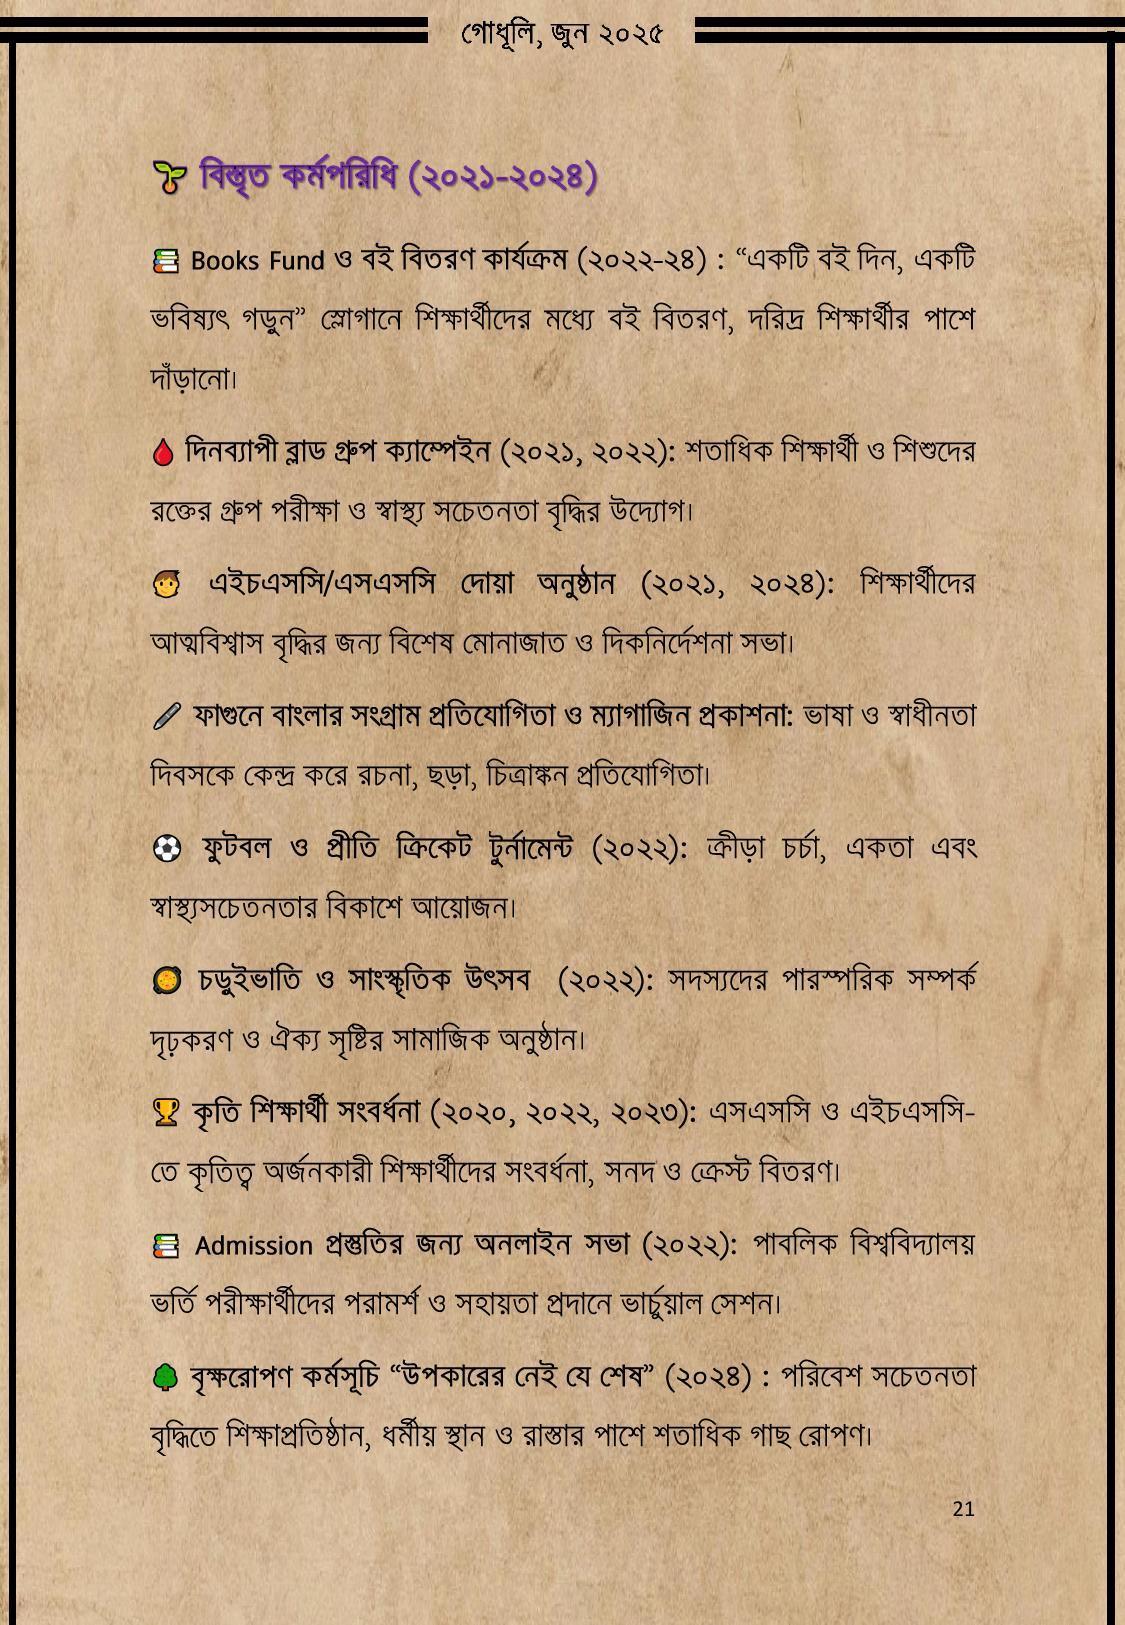 গোধূলি, জুন ২০২৫
🌱 বিস্তৃত কর্মপরিধি (২০২১-২০২৪)
📚 Books Fund ও বই বিতরণ কার্যক্রম (২০২২-২৪) : “একটি বই দিন, একটি
ভবিষ্যৎ গড়ুন” স্লোগানে শিক্ষার্থীদের মধ্যে বই বিতরণ, দরিদ্র শিক্ষার্থীর পাশে
দাঁড়ানো।
🩸 দিনব্যাপী ব্লাড গ্রুপ ক্যাম্পেইন (২০২১, ২০২২): শতাধিক শিক্ষার্থী ও শিশুদের
রক্তের গ্রুপ পরীক্ষা ও স্বাস্থ্য সচেতনতা বৃদ্ধির উদ্যোগ।
🧒 এইচএসসি/এসএসসি দোয়া অনুষ্ঠান (২০২১, ২০২৪): শিক্ষার্থীদের
আত্মবিশ্বাস বৃদ্ধির জন্য বিশেষ মোনাজাত ও দিকনির্দেশনা সভা।
🖋 ফাগুনে বাংলার সংগ্রাম প্রতিযোগিতা ও ম্যাগাজিন প্রকাশনা: ভাষা ও স্বাধীনতা
দিবসকে কেন্দ্র করে রচনা, ছড়া, চিত্রাঙ্কন প্রতিযোগিতা।
⚽ ফুটবল ও প্রীতি ক্রিকেট টুর্নামেন্ট (২০২২): ক্রীড়া চর্চা, একতা এবং
স্বাস্থ্যসচেতনতার বিকাশে আয়োজন।
🥘 চড়ুইভাতি ও সাংস্কৃতিক উৎসব (২০২২): সদস্যদের পারস্পরিক সম্পর্ক
দৃঢ়করণ ও ঐক্য সৃষ্টির সামাজিক অনুষ্ঠান।
🏆 কৃতি শিক্ষার্থী সংবর্ধনা (২০২০, ২০২২, ২০২৩): এসএসসি ও এইচএসসি-
তে কৃতিত্ব অর্জনকারী শিক্ষার্থীদের সংবর্ধনা, সনদ ও ক্রেস্ট বিতরণ।
📚 Admission প্রস্তুতির জন্য অনলাইন সভা (২০২২): পাবলিক বিশ্ববিদ্যালয়
ভর্তি পরীক্ষার্থীদের পরামর্শ ও সহায়তা প্রদানে ভার্চুয়াল সেশন।
🌳 বৃক্ষরোপণ কর্মসূচি “উপকারের নেই যে শেষ” (২০২৪) : পরিবেশ সচেতনতা
বৃদ্ধিতে শিক্ষাপ্রতিষ্ঠান, ধর্মীয় স্থান ও রাস্তার পাশে শতাধিক গাছ রোপণ।
21